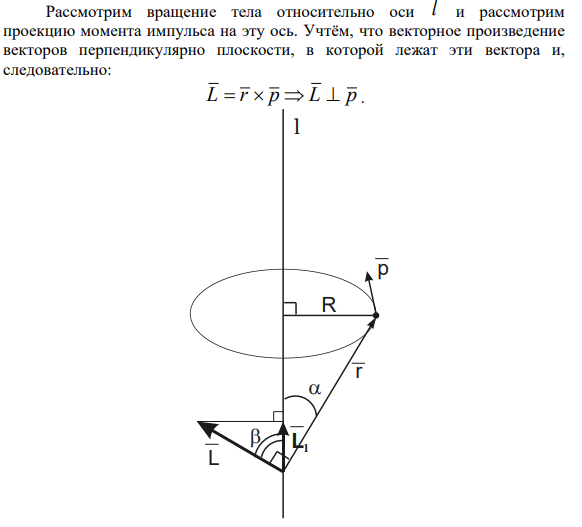 Рассмотрим вращение тела относительно оси l и рассмотрим
проекцию момента импульса на эту ось. Учтём, что векторное произведение
векторов перпендикулярно плоскости, в которой лежат эти вектора и,
следовательно:
L̅ = r̅ × p̅ ⇒ L̅ ⊥ p̅ .
l
p̅
R
r̅
α
β
L̅ₗ
L̅